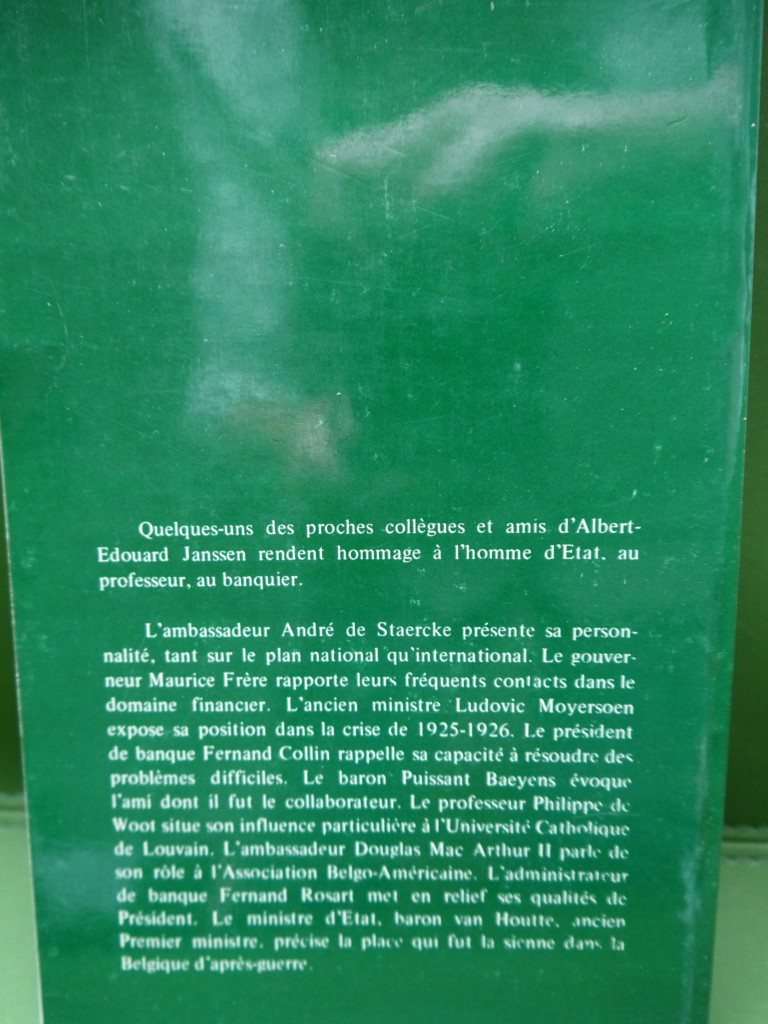 Quelques-uns des proches collègues et amis d'Albert-
Edouard Janssen rendent hommage à l'homme d'Etat, au
professeur, au banquier.
L'ambassadeur André de Staercke présente sa person-
nalité, tant sur le plan national qu'international. Le gouver-
neur Maurice Frère rapporte leurs fréquents contacts dans le
domaine financier. L'ancien ministre Ludovic Moyersoen
expose sa position dans la crise de 1925-1926. Le président
de banque Fernand Collin rappelle sa capacité à résoudre des
problèmes difficiles. Le baron Puissant Baeyens évoque
l'ami dont il fut le collaborateur. Le professeur Philippe de
Woot situe son influence particulière à l'Université Catholique
de Louvain. L'ambassadeur Douglas Mac Arthur II parle de
son rôle à l'Association Belgo-Américaine. L'administrateur
de banque Fernand Rosart met en relief ses qualités de
Président. Le ministre d'Etat, baron van Houtte, ancien
Premier ministre, précise la place qui fut la sienne dans la
Belgique d'après-guerre.